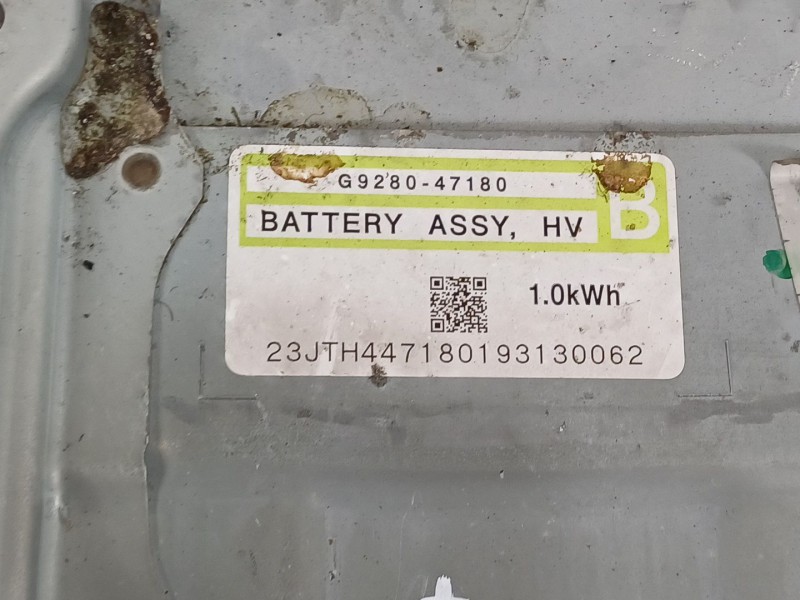 G9280-47180
BATTERY ASSY, HV
B
1.0kWh
23JTH447180193130062